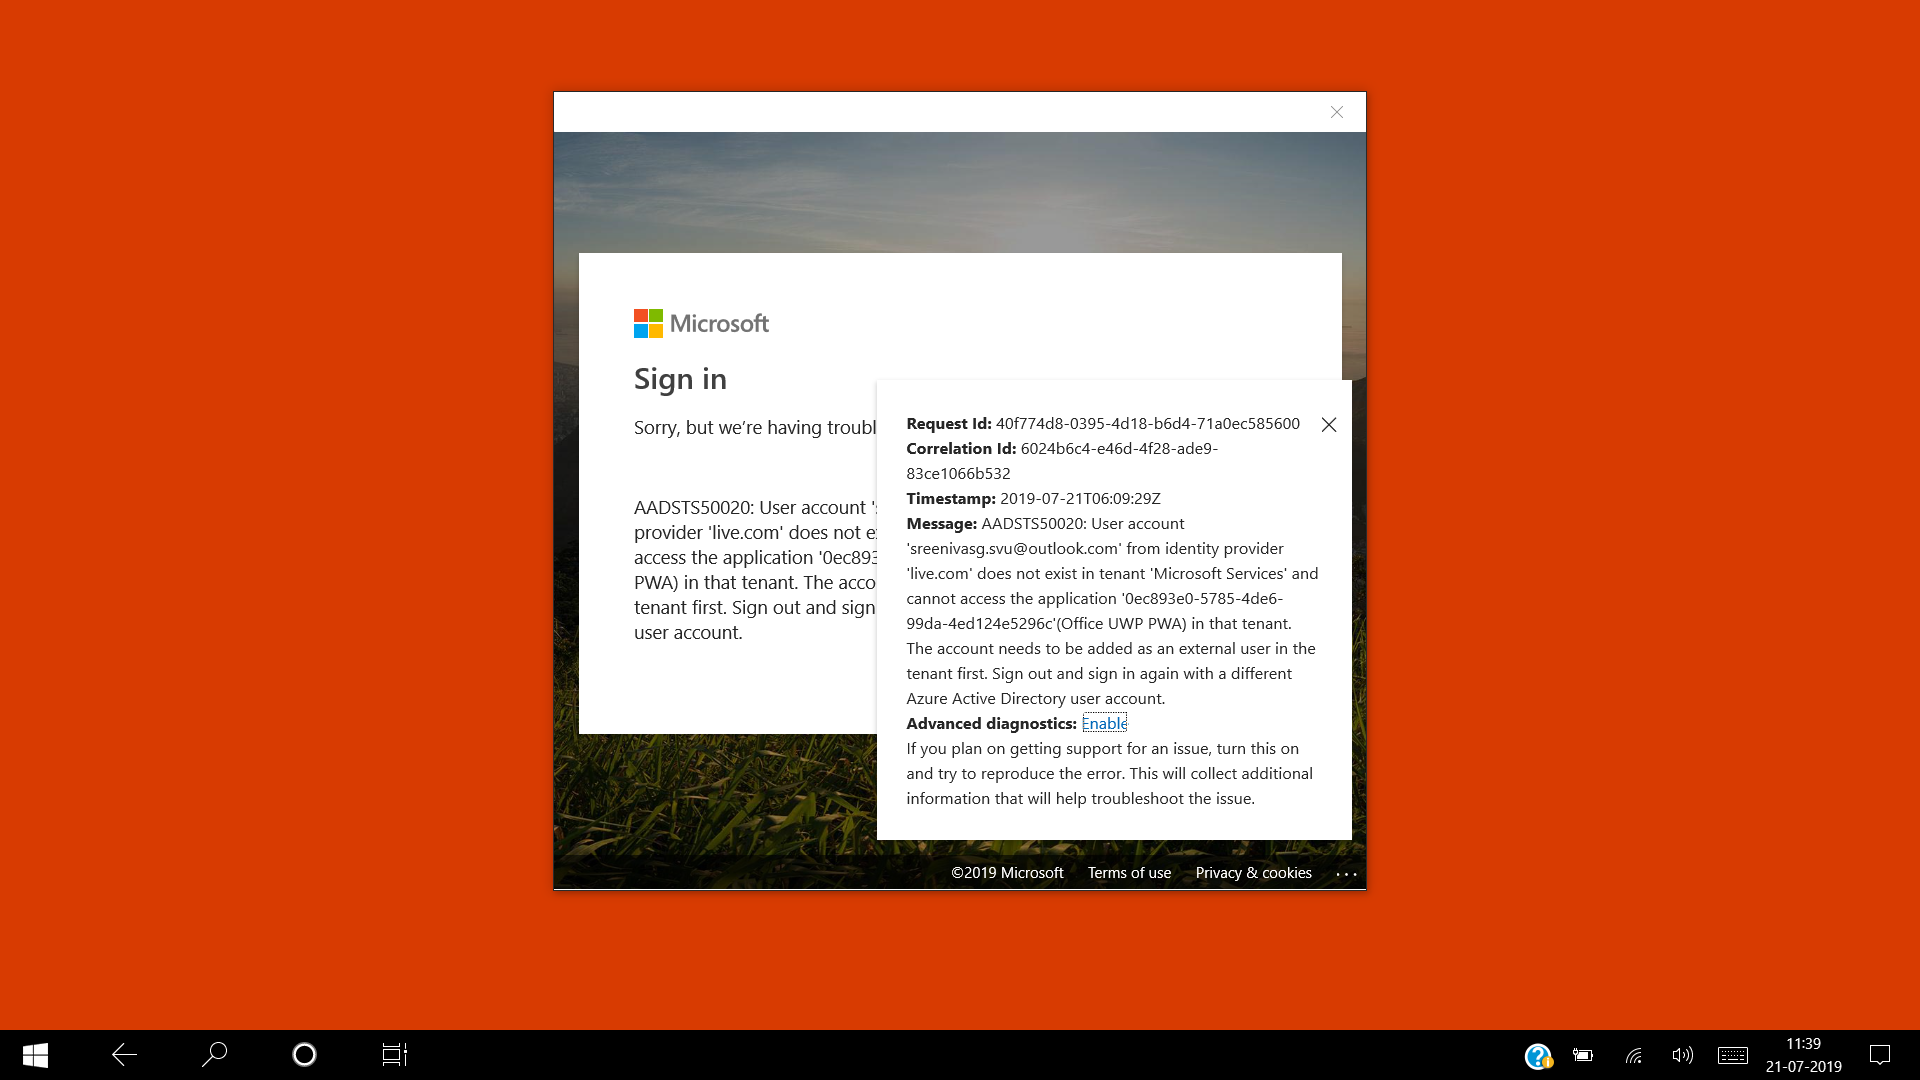 Microsoft
Sign in
Sorry, but we're having troubl
AADSTS50020: User account '
provider 'live.com' does not e
access the application '0ec893
PWA) in that tenant. The acco
tenant first. Sign out and sign
user account.
Request Id: 40f774d8-0395-4d18-b6d4-71a0ec585600
Correlation Id: 6024b6c4-e46d-4f28-ade9-
83ce1066b532
Timestamp: 2019-07-21T06:09:29Z
Message: AADSTS50020: User account
'sreenivasg.svu@outlook.com' from identity provider
'live.com' does not exist in tenant 'Microsoft Services' and
cannot access the application '0ec893e0-5785-4de6-
99da-4ed124e5296c'(Office UWP PWA) in that tenant.
The account needs to be added as an external user in the
tenant first. Sign out and sign in again with a different
Azure Active Directory user account.
Advanced diagnostics: Enable
If you plan on getting support for an issue, turn this on
and try to reproduce the error. This will collect additional
information that will help troubleshoot the issue.
©2019 Microsoft Terms of use Privacy & cookies ...
11:39
21-07-2019